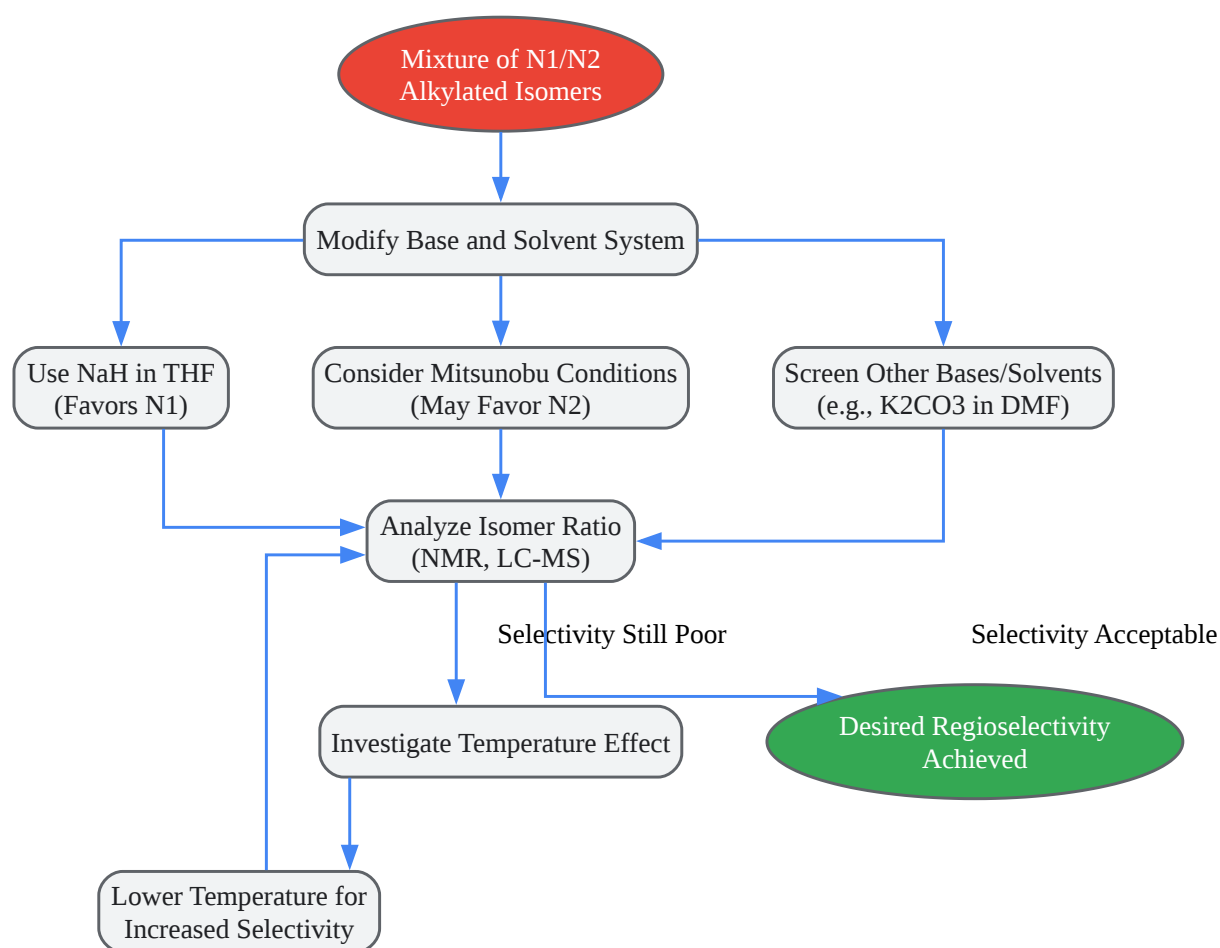 Mixture of N1/N2
Alkylated Isomers
Modify Base and Solvent System
Use NaH in THF
(Favors N1)
Consider Mitsunobu Conditions
(May Favor N2)
Screen Other Bases/Solvents
(e.g., K2CO3 in DMF)
Analyze Isomer Ratio
(NMR, LC-MS)
Selectivity Still Poor
Selectivity Acceptable
Investigate Temperature Effect
Desired Regioselectivity
Achieved
Lower Temperature for
Increased Selectivity